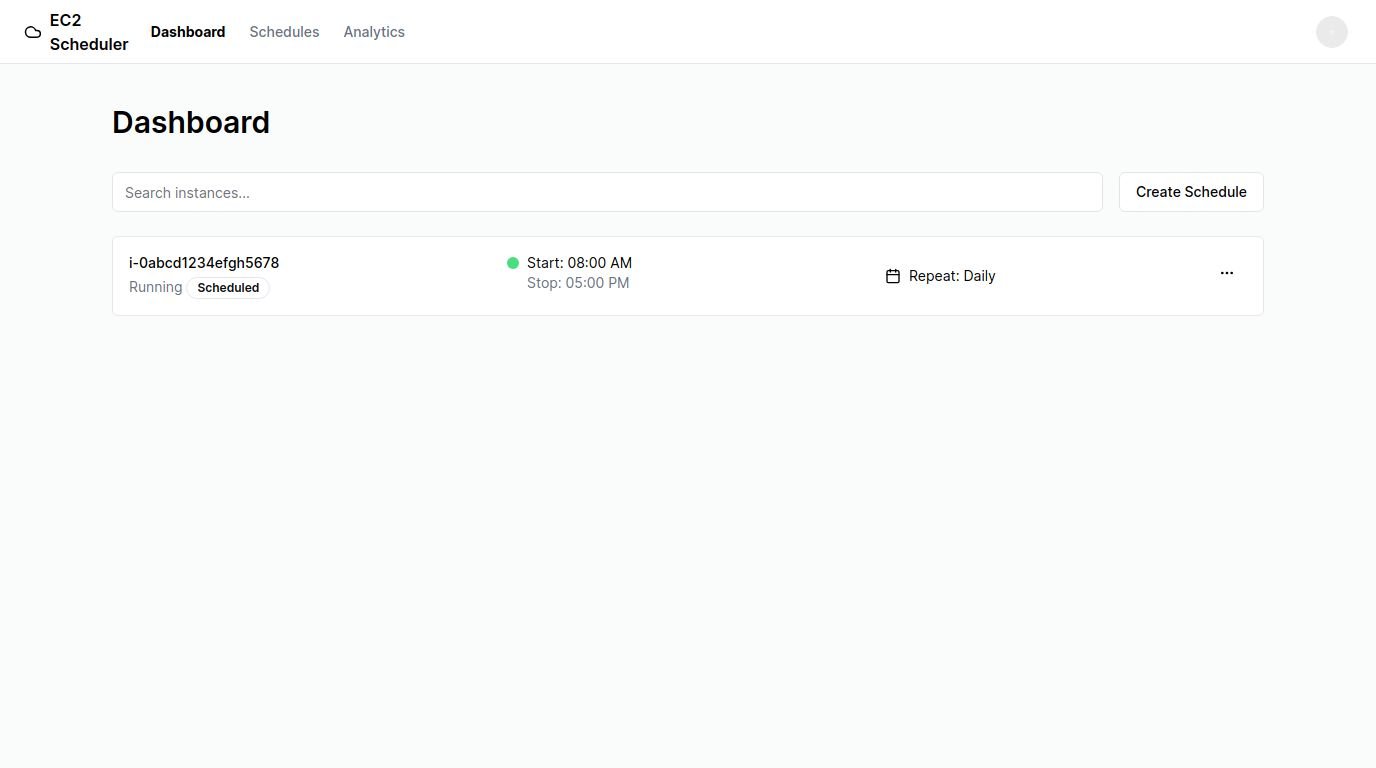 EC2
Scheduler
Dashboard
Schedules
Analytics
Dashboard
Search instances...
Create Schedule
i-0abcd1234efgh5678
Running
Scheduled
Start: 08:00 AM
Stop: 05:00 PM
Repeat: Daily